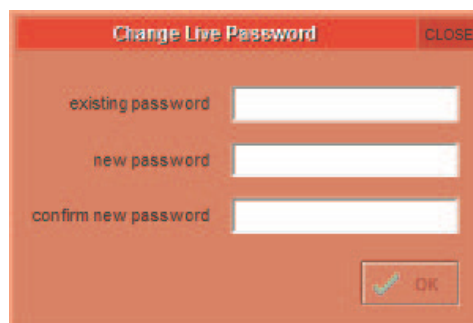 Change Live Password CLOSE
existing password
new password
confirm new password
OK